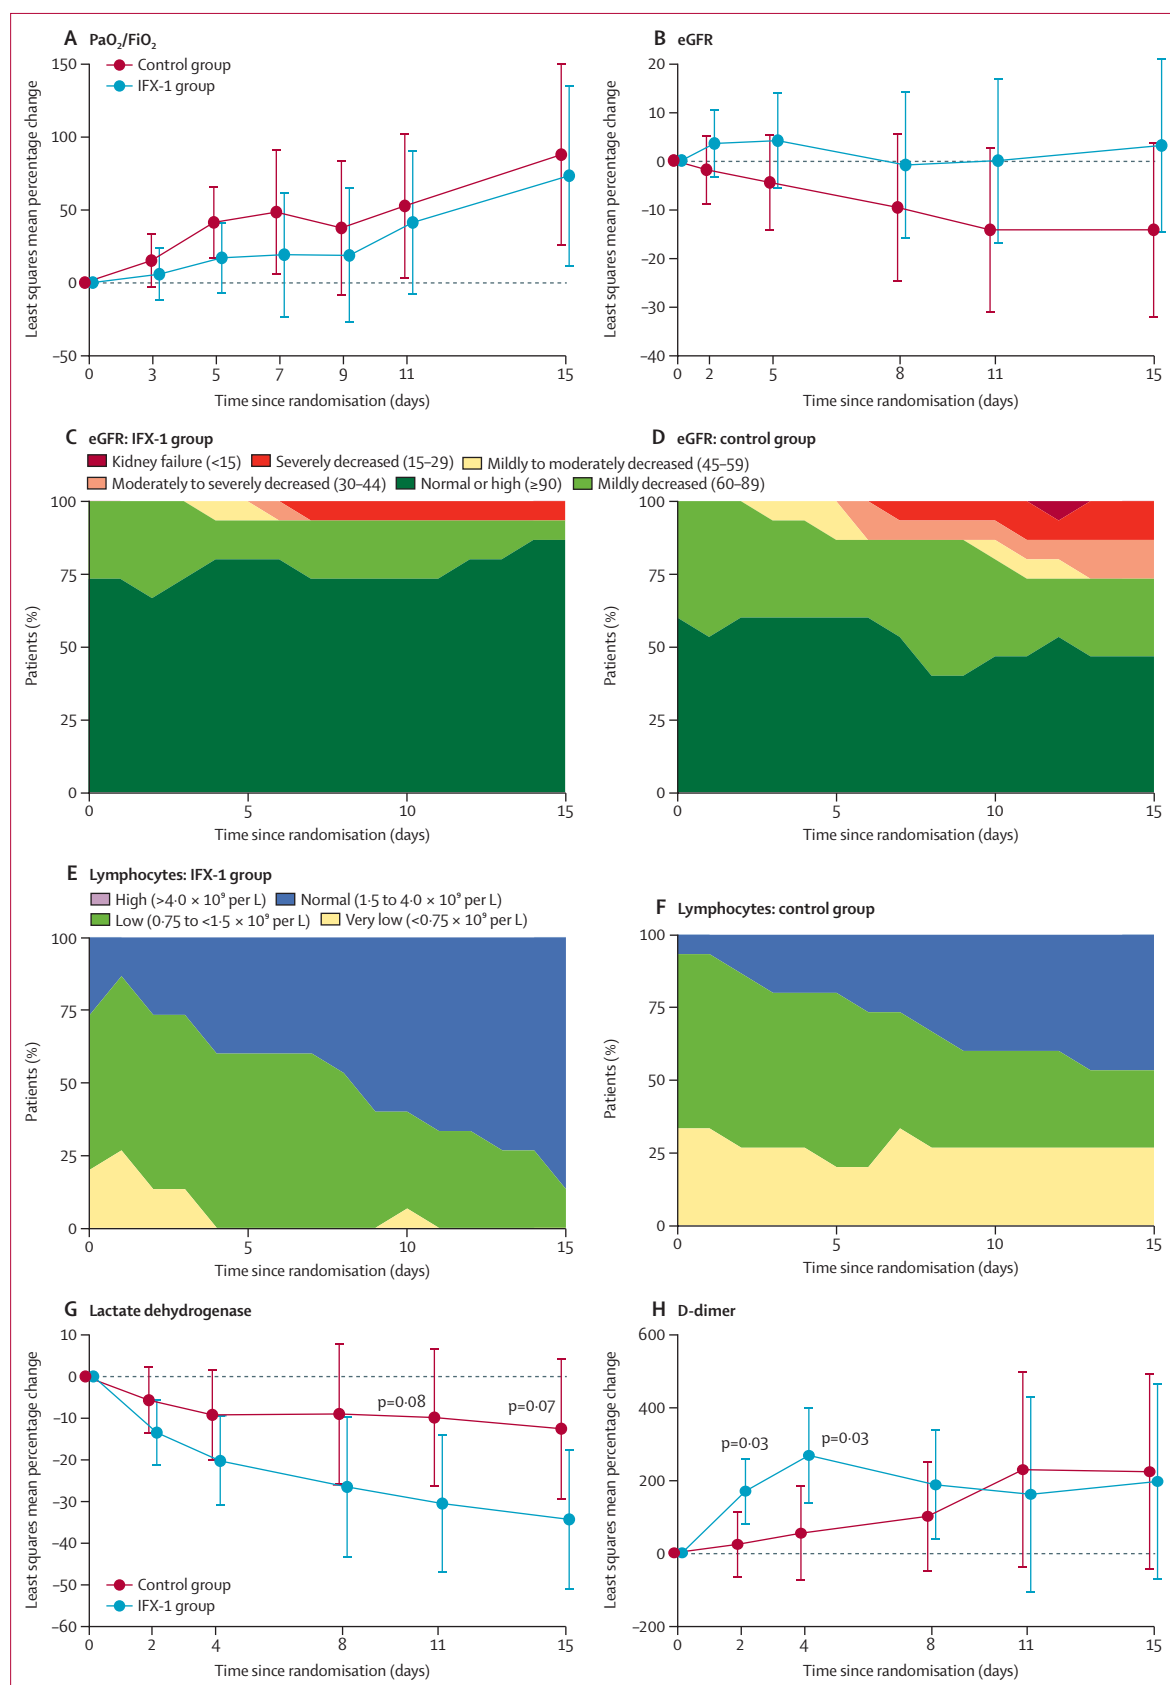 A PaO₂/FiO₂
Control group
IFX-1 group
Least squares mean percentage change
150
100
50
0
−50
0 3 5 7 9 11 15
Time since randomisation (days)
B eGFR
Least squares mean percentage change
20
10
0
−10
−20
−30
−40
0 2 5 8 11 15
Time since randomisation (days)
C eGFR: IFX-1 group
D eGFR: control group
Kidney failure (<15) Severely decreased (15–29) Mildly to moderately decreased (45–59)
Moderately to severely decreased (30–44) Normal or high (≥90) Mildly decreased (60–89)
Patients (%)
100
75
50
25
0
0 5 10 15
Time since randomisation (days)
Patients (%)
100
75
50
25
0
0 5 10 15
Time since randomisation (days)
E Lymphocytes: IFX-1 group
High (>4·0 × 10⁹ per L) Normal (1·5 to 4·0 × 10⁹ per L)
Low (0·75 to <1·5 × 10⁹ per L) Very low (<0·75 × 10⁹ per L)
Patients (%)
100
75
50
25
0
0 5 10 15
Time since randomisation (days)
F Lymphocytes: control group
Patients (%)
100
75
50
25
0
0 5 10 15
Time since randomisation (days)
G Lactate dehydrogenase
Least squares mean percentage change
10
0
−10
−20
−30
−40
−50
−60
p=0·08
p=0·07
Control group
IFX-1 group
0 2 4 8 11 15
Time since randomisation (days)
H D-dimer
Least squares mean percentage change
600
400
200
0
−200
p=0·03
p=0·03
0 2 4 8 11 15
Time since randomisation (days)